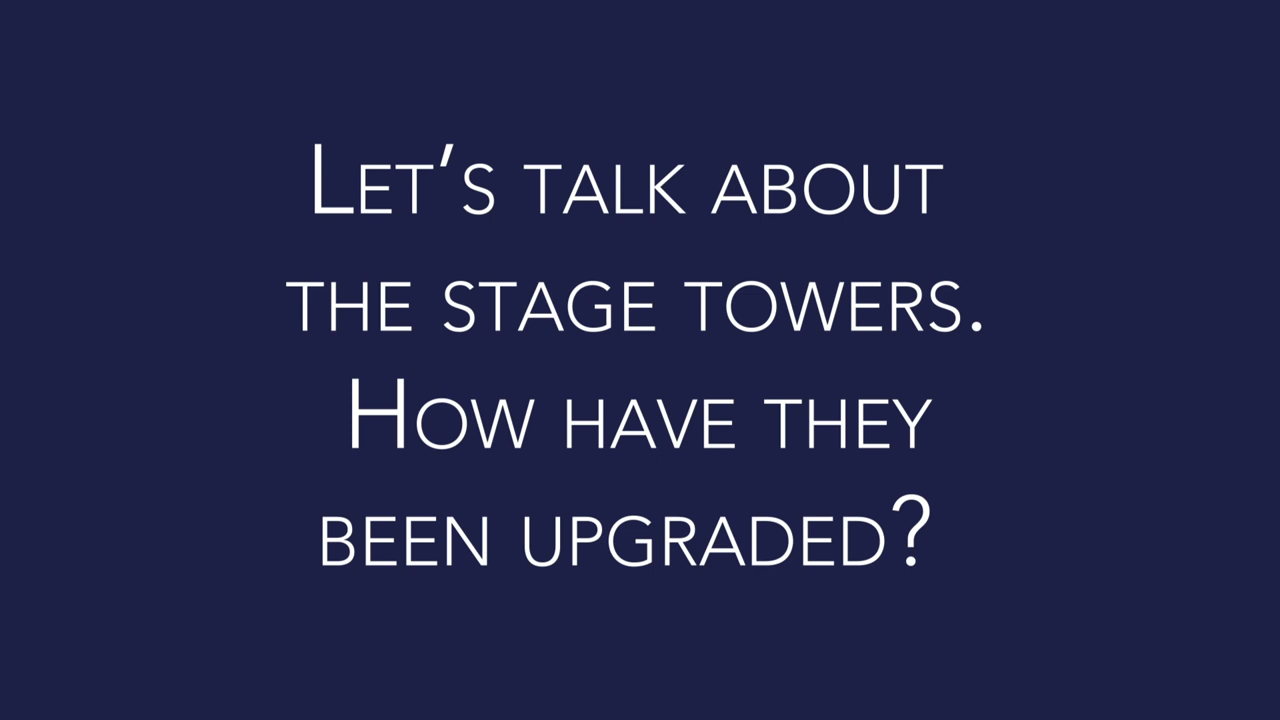 Let’s talk about
the stage towers.
How have they
been upgraded?